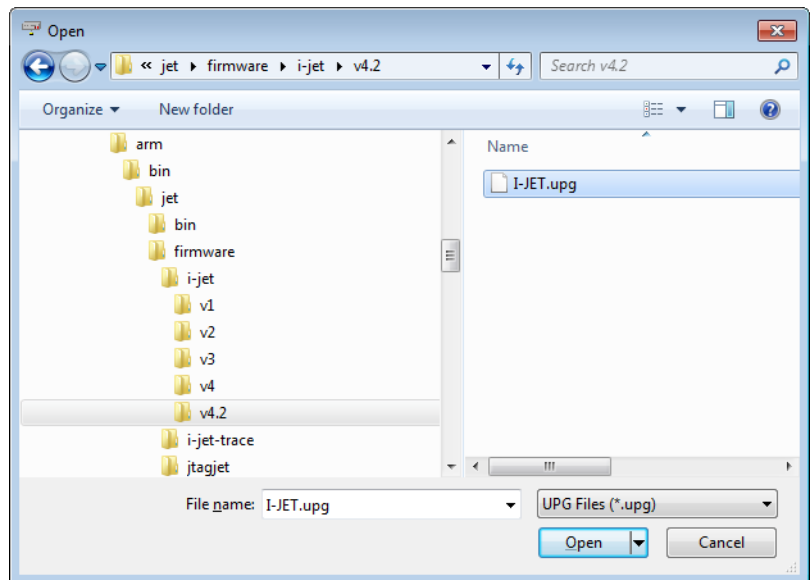 Open
« jet firmware i-jet v4.2
Search v4.2
Organize New folder
arm
bin
jet
bin
firmware
i-jet
v1
v2
v3
v4
v4.2
i-jet-trace
jtagjet
Name
I-JET.upg
File name: I-JET.upg
UPG Files (*.upg)
Open Cancel